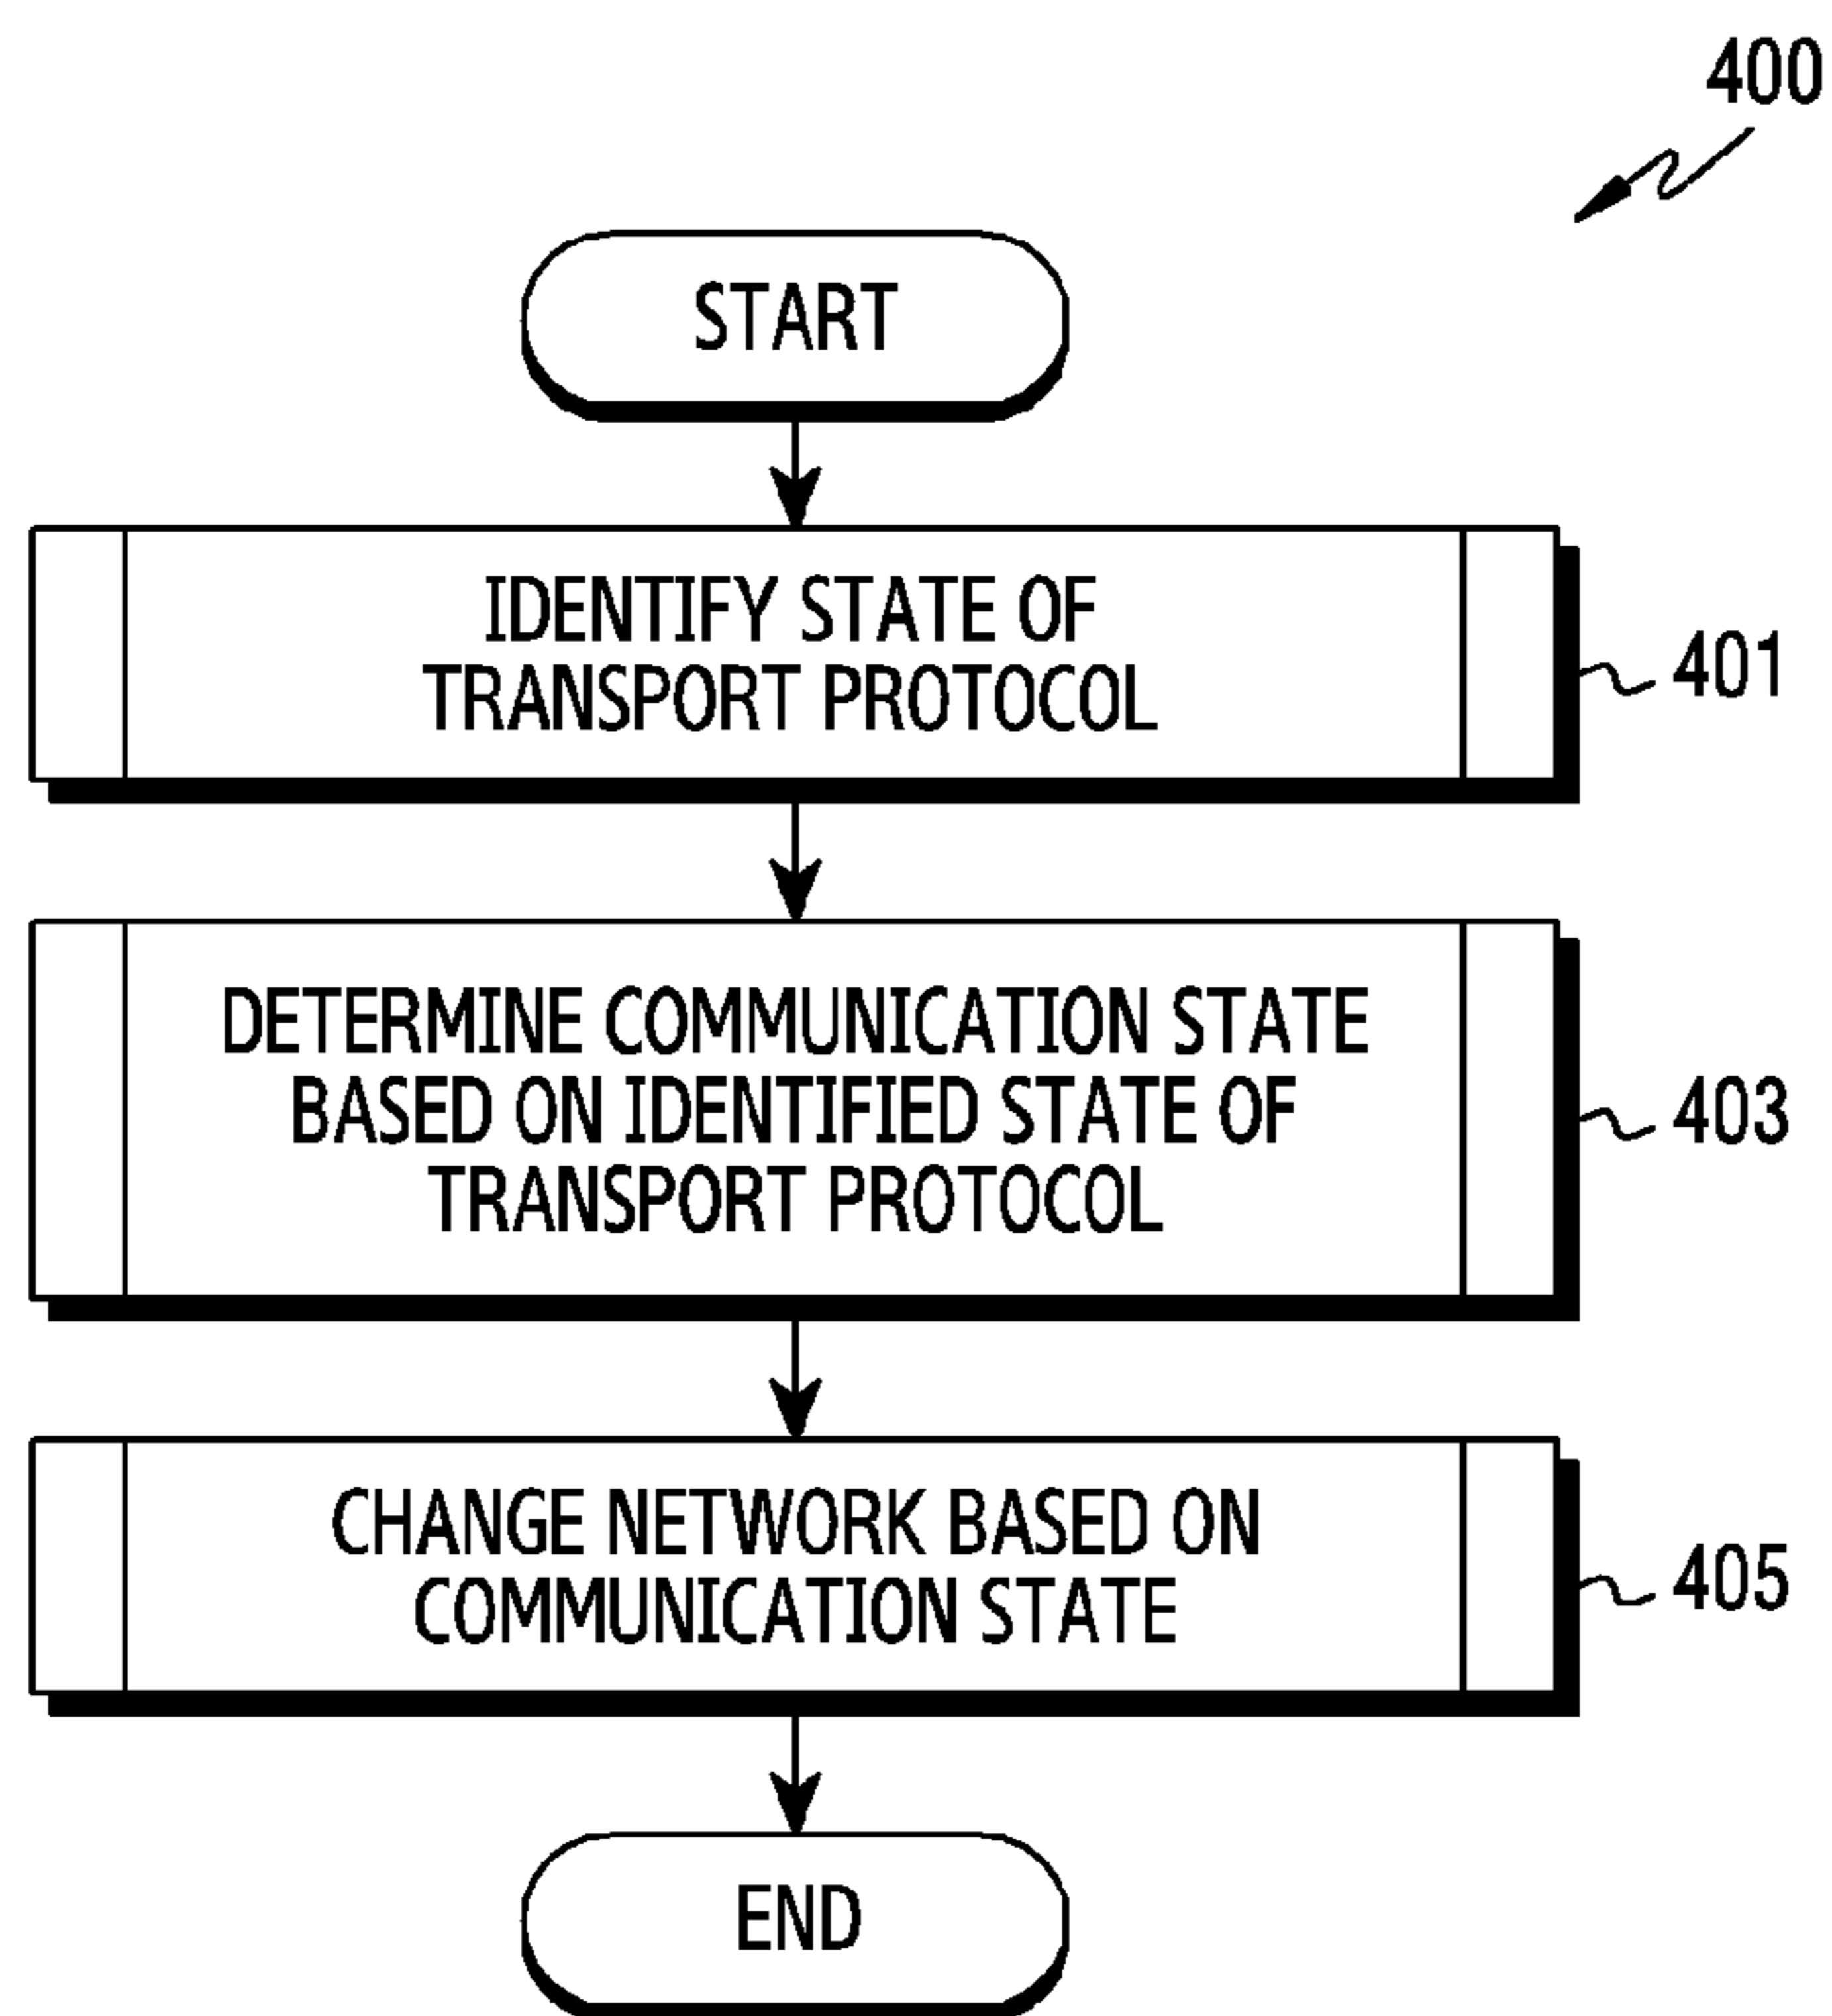 400
START
IDENTIFY STATE OF
TRANSPORT PROTOCOL
401
DETERMINE COMMUNICATION STATE
BASED ON IDENTIFIED STATE OF
TRANSPORT PROTOCOL
403
CHANGE NETWORK BASED ON
COMMUNICATION STATE
405
END